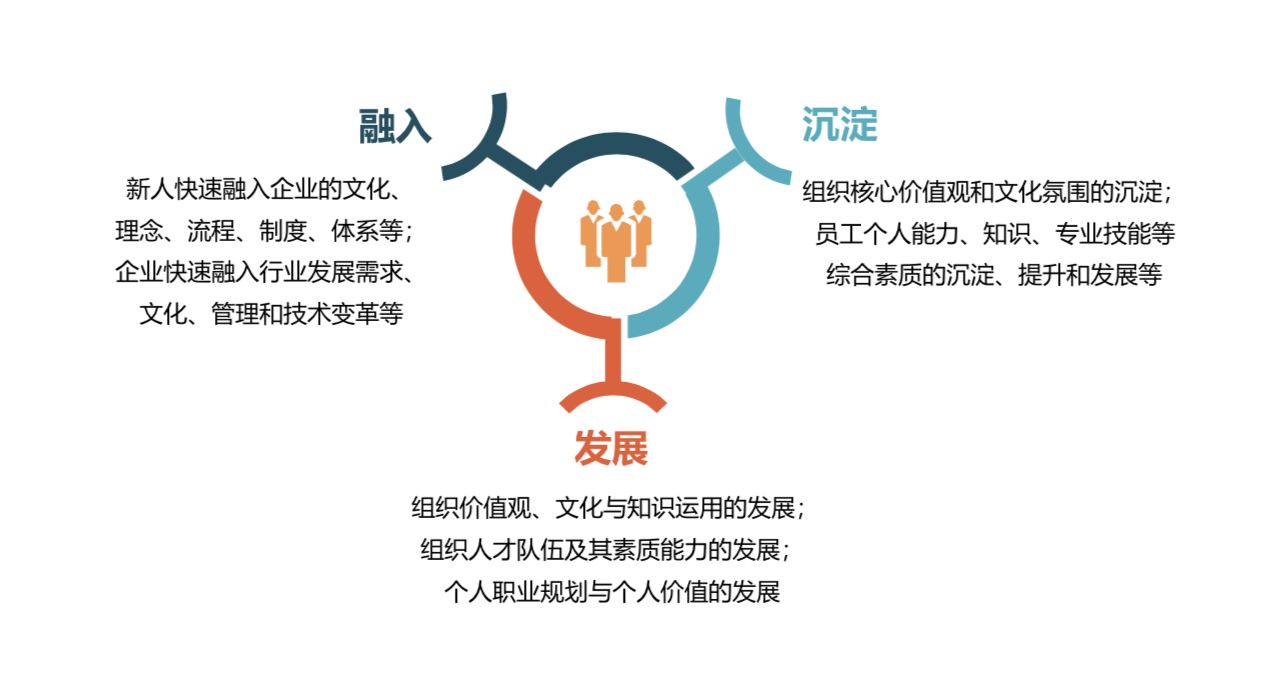 融入
新人快速融入企业的文化、
理念、流程、制度、体系等；
企业快速融入行业发展需求、
文化、管理和技术变革等
沉淀
组织核心价值观和文化氛围的沉淀；
员工个人能力、知识、专业技能等
综合素质的沉淀、提升和发展等
发展
组织价值观、文化与知识运用的发展；
组织人才队伍及其素质能力的发展；
个人职业规划与个人价值的发展